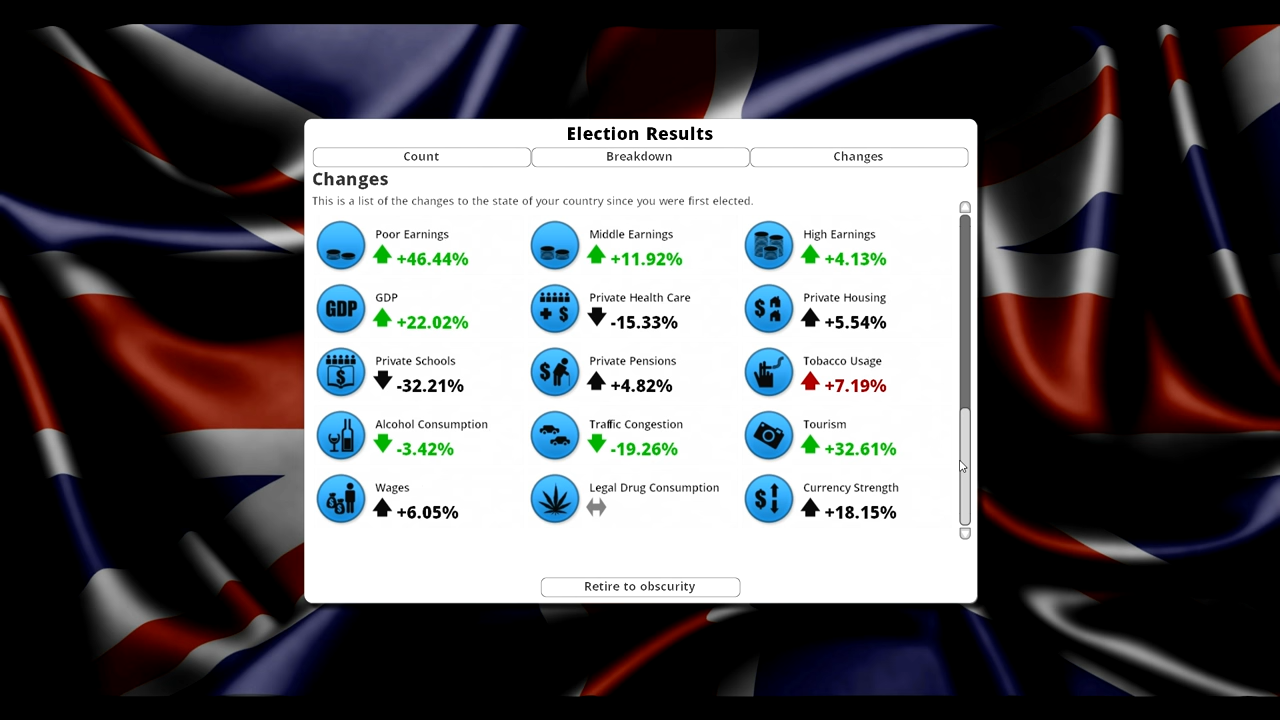 Election Results
Count Breakdown Changes
Changes
This is a list of the changes to the state of your country since you were first elected.
Poor Earnings Middle Earnings High Earnings
+46.44% +11.92% +4.13%
GDP Private Health Care Private Housing
GDP +22.02% -15.33% $ +5.54%
Private Schools Private Pensions Tobacco Usage
$ -32.21% $ +4.82% +7.19%
Alcohol Consumption Traffic Congestion Tourism
-3.42% -19.26% +32.61%
Wages Legal Drug Consumption Currency Strength
+6.05% $ +18.15%
Retire to obscurity